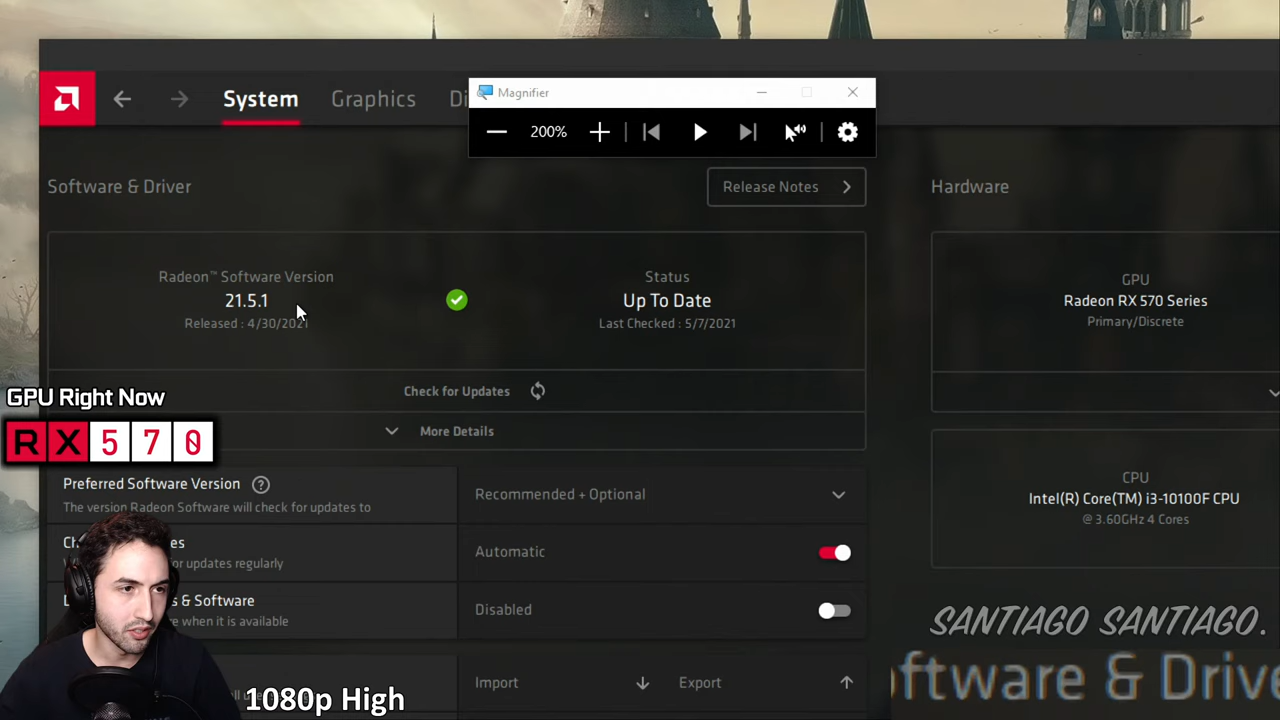 Magnifier
System
Graphics
200%
Software & Driver
Release Notes
Hardware
Radeon™ Software Version
21.5.1
Released : 4/30/2021
Status
Up To Date
Last Checked : 5/7/2021
GPU
Radeon RX 570 Series
Primary/Discrete
Check for Updates
More Details
GPU Right Now
RX 570
Preferred Software Version
The version Radeon Software will check for updates to
Recommended + Optional
CPU
Intel(R) Core(TM) i3-10100F CPU
@ 3.60GHz 4 Cores
Automatic
for updates regularly
& Software
when it is available
Disabled
SANTIAGO SANTIAGO.
Import
Export
ftware & Drive
1080p High